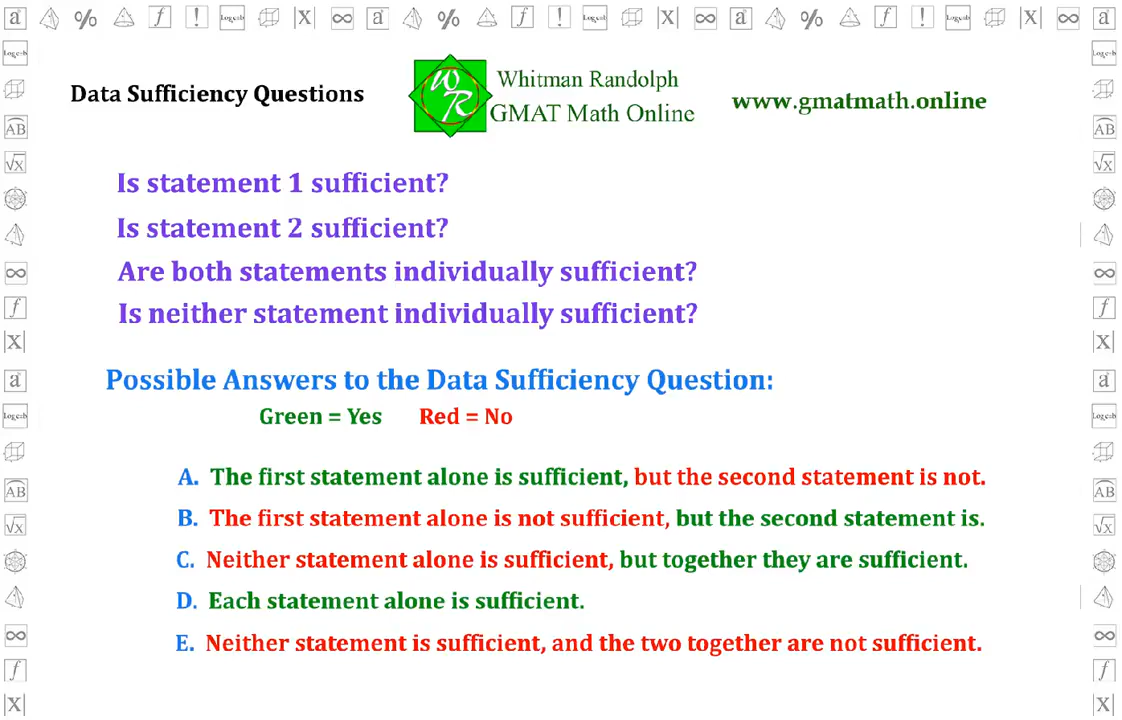 Data Sufficiency Questions
WR
Whitman Randolph
GMAT Math Online
www.gmatmath.online
Is statement 1 sufficient?
Is statement 2 sufficient?
Are both statements individually sufficient?
Is neither statement individually sufficient?
Possible Answers to the Data Sufficiency Question:
Green = Yes Red = No
A. The first statement alone is sufficient, but the second statement is not.
B. The first statement alone is not sufficient, but the second statement is.
C. Neither statement alone is sufficient, but together they are sufficient.
D. Each statement alone is sufficient.
E. Neither statement is sufficient, and the two together are not sufficient.